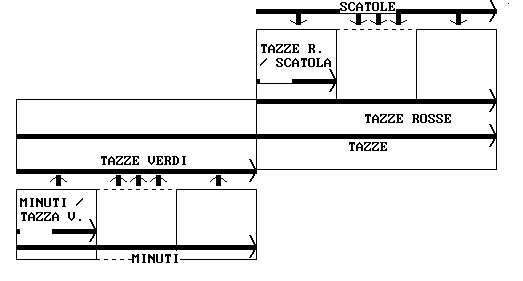 SCATOLE
TAZZE R.
/ SCATOLA
TAZZE ROSSE
TAZZE
TAZZE VERDI
MINUTI /
TAZZA V.
MINUTI